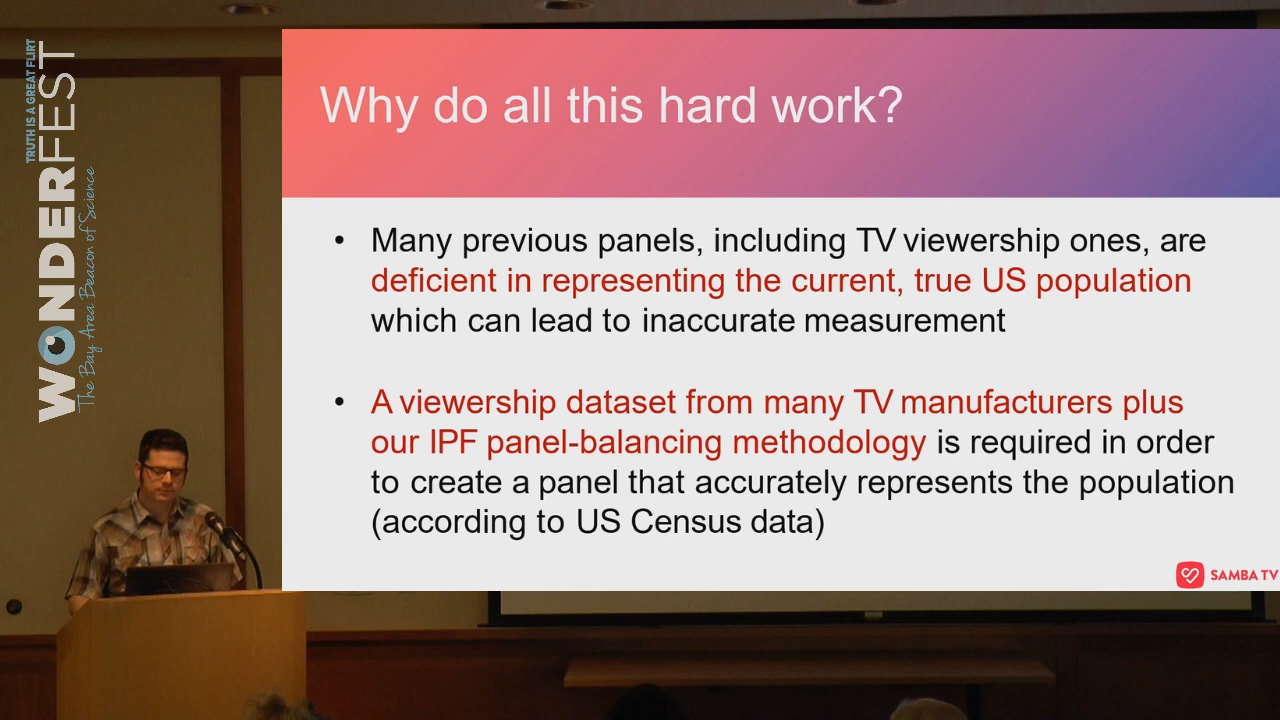 TRUTH IS A GREAT FLIRT
WONDERFEST
The Bay Area Beacon of Science
Why do all this hard work?
• Many previous panels, including TV viewership ones, are
deficient in representing the current, true US population
which can lead to inaccurate measurement
• A viewership dataset from many TV manufacturers plus
our IPF panel-balancing methodology is required in order
to create a panel that accurately represents the population
(according to US Census data)
SAMBA TV